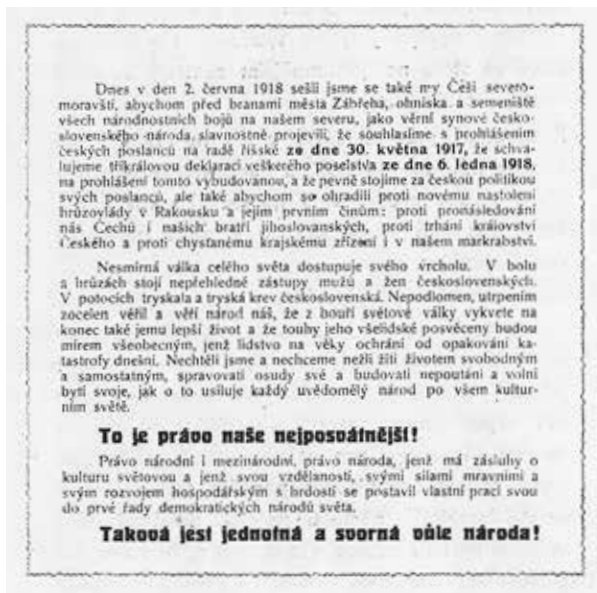 Dnes v den 2. června 1918 sešli jsme se také my Češi severo-
moravští, abychom před branami města Zábřeha, ohniska a semeniště
všech národnostních bojů na našem severu, jako věrní synové česko-
slovenského národa, slavnostně projevili, že souhlasíme s prohlášením
českých poslanců na radě říšské ze dne 30. května 1917, že schva-
lujeme tříkrálovou deklaraci veškerého poselstva ze dne 6. ledna 1918,
na prohlášení tomto vybudovanou, a že pevně stojíme za českou politikou
svých poslanců, ale také abychom se ohradili proti novému nastolení
hrůzovlády v Rakousku a jejím prvním činům: proti pronásledování
nás Čechů i našich bratří jihoslovanských, proti trhání království
Českého a proti chystanému krajskému zřízení i v našem markrabství.
Nesmírná válka celého světa dostupuje svého vrcholu. V bolu
a hrůzách stojí nepřehledné zástupy mužů a žen československých.
V potocích tryskala a tryská krev československá. Nepodlomen, utrpením
zocelen věřil a věří národ náš, že z bouří světové války vykvete na
konec také jemu lepší život a že touhy jeho všelidské posvěceny budou
mírem všeobecným, jenž lidstvo na věky ochrání od opakování ka-
tastrofy dnešní. Nechtěli jsme a nechceme nežli žíti životem svobodným
a samostatným, spravovati osudy své a budovati nepoutáni a volni
bytí svoje, jak o to usiluje každý uvědomělý národ po všem kultur-
ním světě.
To je právo naše nejposvátnější!
Právo národní i mezinárodní, právo národa, jenž má zásluhy o
kulturu světovou a jenž svou vzdělaností, svými silami mravními a
svým rozvojem hospodářským s hrdostí se postavil vlastní prací svou
do prvé řady demokratických národů světa.
Taková jest jednotná a svorná vůle národa!